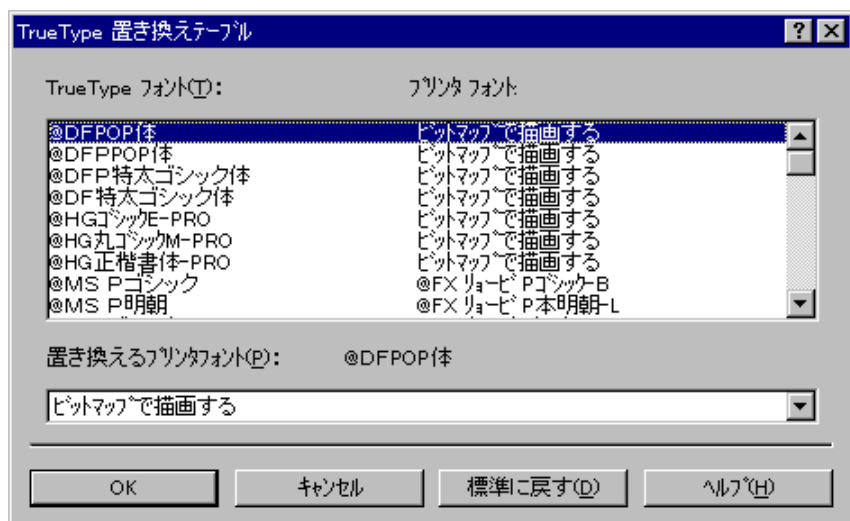 TrueType 置き換えテーブル
TrueType フォント(T): プリンタ フォント:
@DFPOP体 ビットマップで描画する
@DFPPOP体 ビットマップで描画する
@DFP特太ゴシック体 ビットマップで描画する
@DF特太ゴシック体 ビットマップで描画する
@HGゴシックE-PRO ビットマップで描画する
@HG丸ゴシックM-PRO ビットマップで描画する
@HG正楷書体-PRO ビットマップで描画する
@MS Pゴシック @FX リョービ Pゴシック-B
@MS P明朝 @FX リョービ P本明朝-L
置き換えるプリンタフォント(P): @DFPOP体
ビットマップで描画する
OK キャンセル 標準に戻す(D) ヘルプ(H)